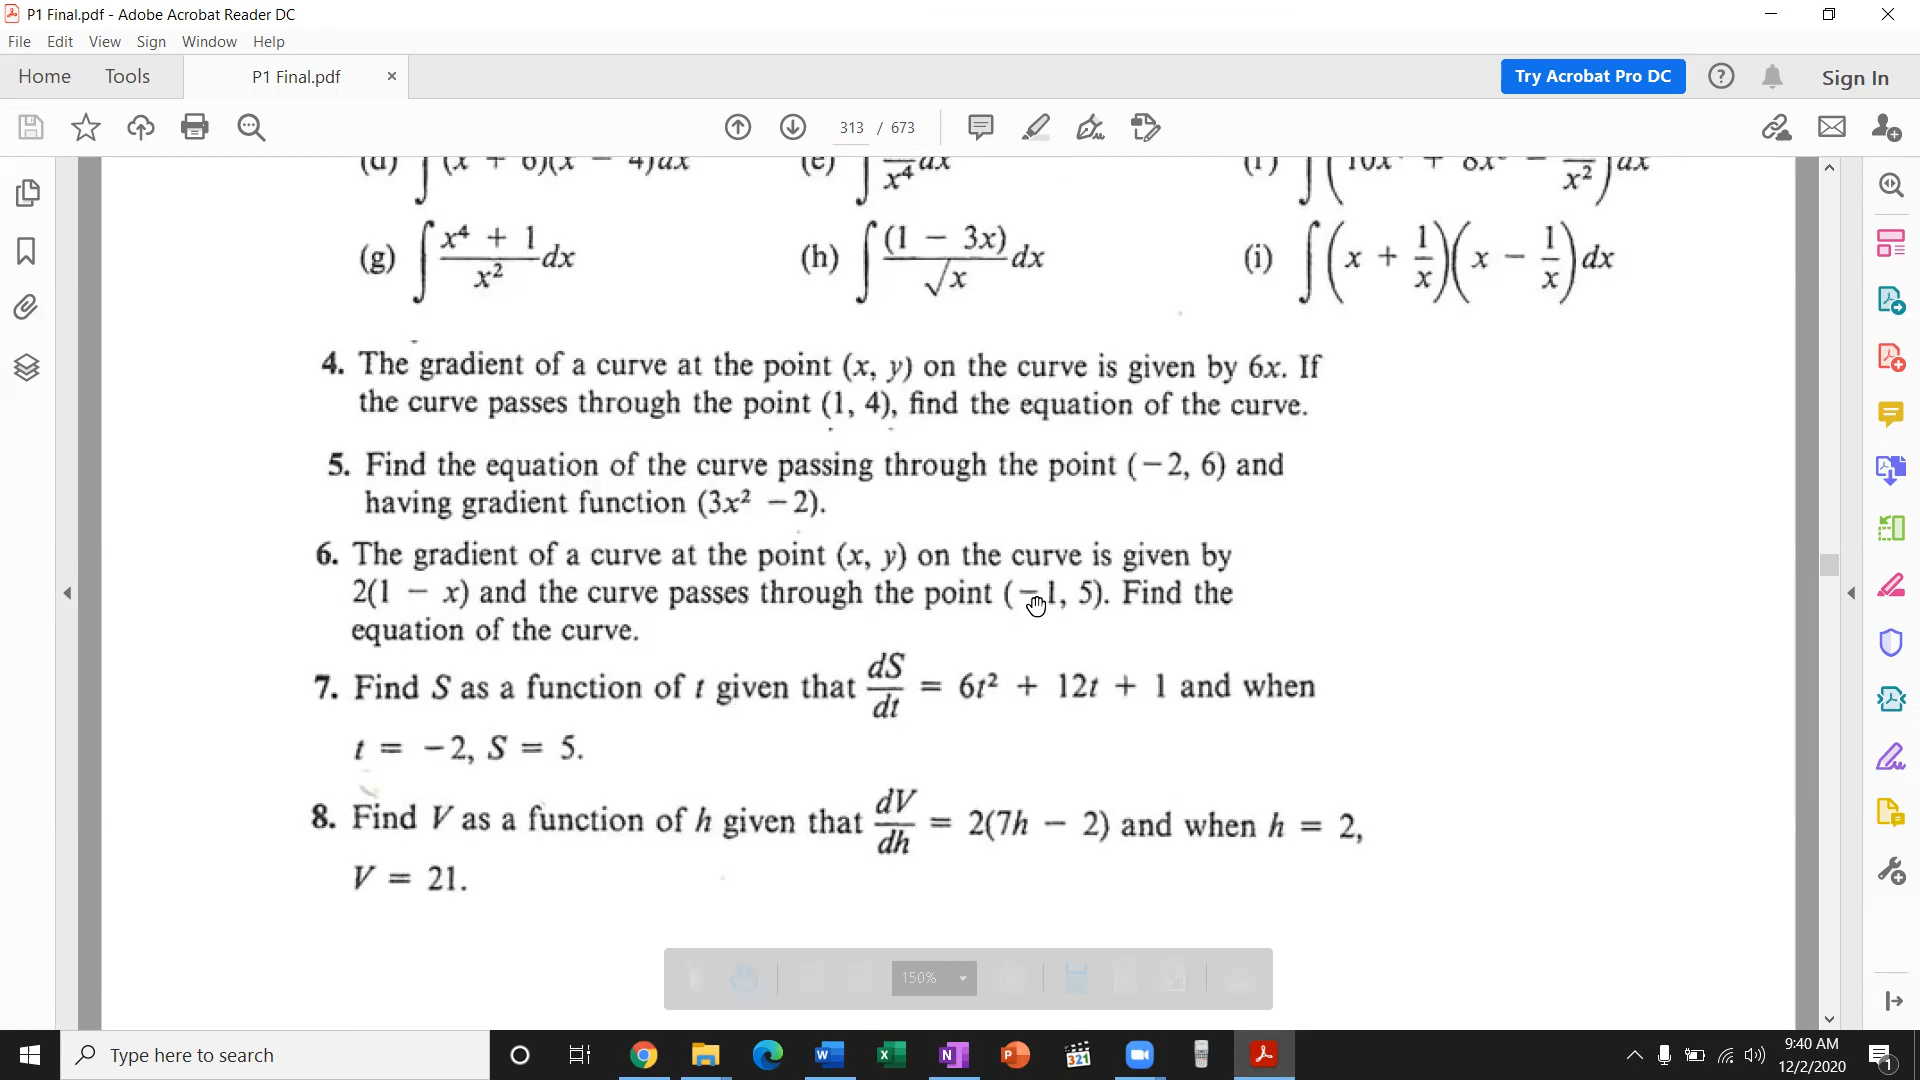 P1 Final.pdf - Adobe Acrobat Reader DC
File Edit View Sign Window Help
Home Tools P1 Final.pdf × Try Acrobat Pro DC Sign In
313 / 673
(g) ∫ (x⁴ + 1)/x² dx (h) ∫ (1 − 3x)/√x dx (i) ∫ (x + 1/x)(x − 1/x) dx
4. The gradient of a curve at the point (x, y) on the curve is given by 6x. If
the curve passes through the point (1, 4), find the equation of the curve.
5. Find the equation of the curve passing through the point (−2, 6) and
having gradient function (3x² − 2).
6. The gradient of a curve at the point (x, y) on the curve is given by
2(1 − x) and the curve passes through the point (−1, 5). Find the
equation of the curve.
7. Find S as a function of t given that dS/dt = 6t² + 12t + 1 and when
t = −2, S = 5.
8. Find V as a function of h given that dV/dh = 2(7h − 2) and when h = 2,
V = 21.
150%
Type here to search
9:40 AM
12/2/2020
1